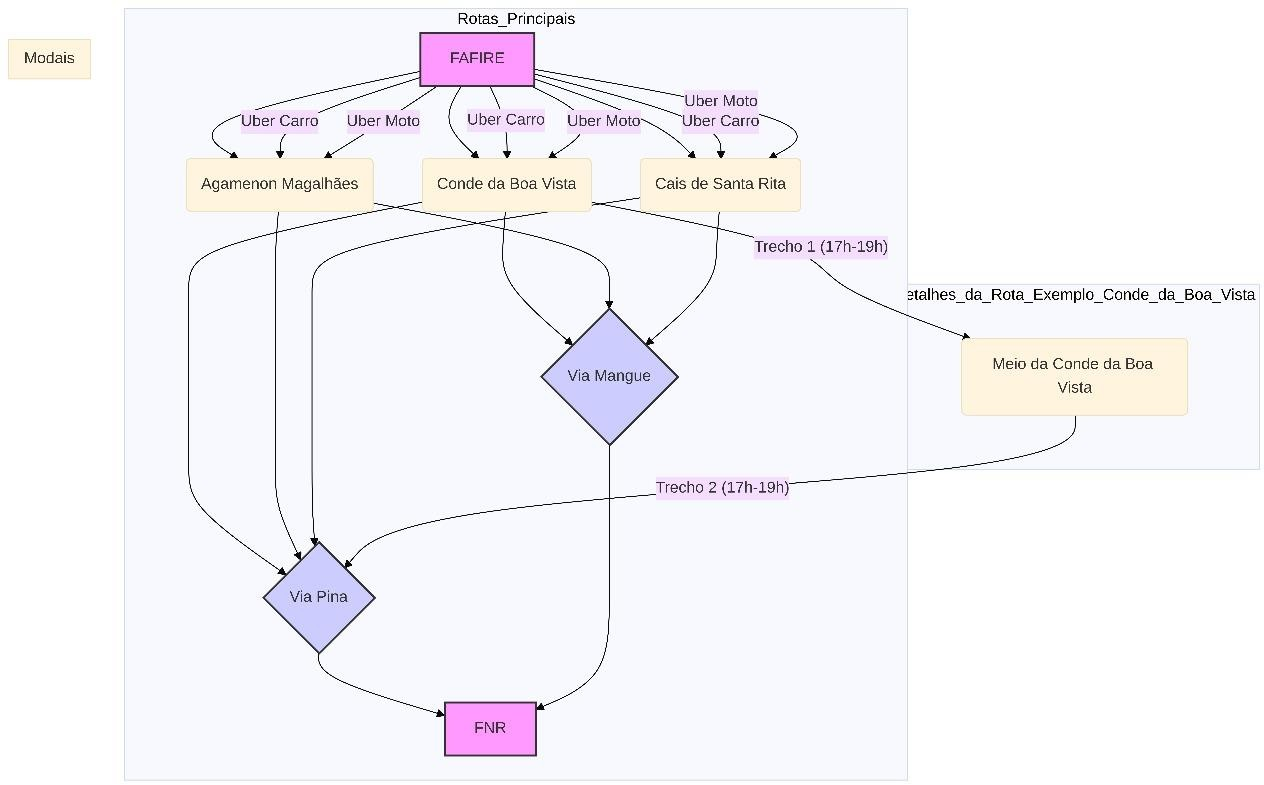 Rotas_Principais
Modais
FAFIRE
Uber Moto
Uber Carro
Uber Moto
Uber Carro
Uber Moto
Uber Carro
Agamenon Magalhães
Conde da Boa Vista
Cais de Santa Rita
Trecho 1 (17h-19h)
etalhes_da_Rota_Exemplo_Conde_da_Boa_Vista
Meio da Conde da Boa
Vista
Via Mangue
Trecho 2 (17h-19h)
Via Pina
FNR